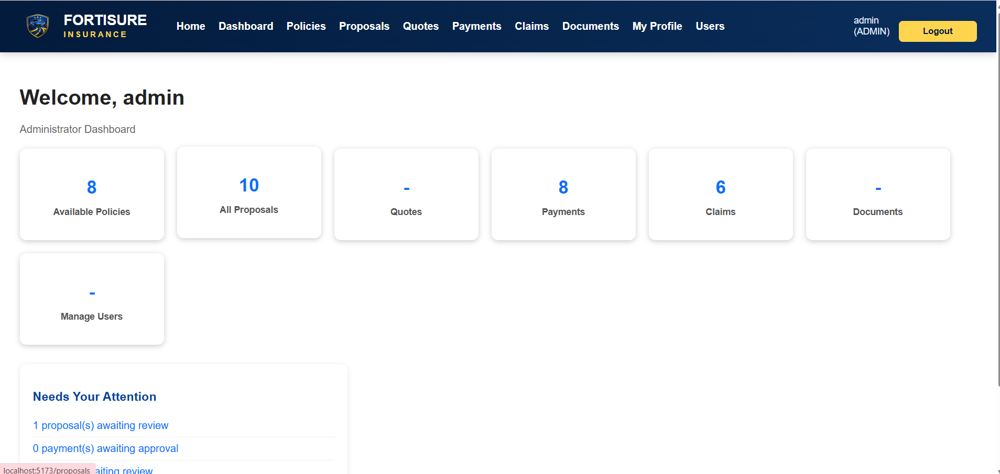 FORTISURE
INSURANCE
Home Dashboard Policies Proposals Quotes Payments Claims Documents My Profile Users
admin
(ADMIN)
Logout
Welcome, admin
Administrator Dashboard
8
Available Policies
10
All Proposals
-
Quotes
8
Payments
6
Claims
-
Documents
-
Manage Users
Needs Your Attention
1 proposal(s) awaiting review
0 payment(s) awaiting approval
review
localhost:5173/proposals